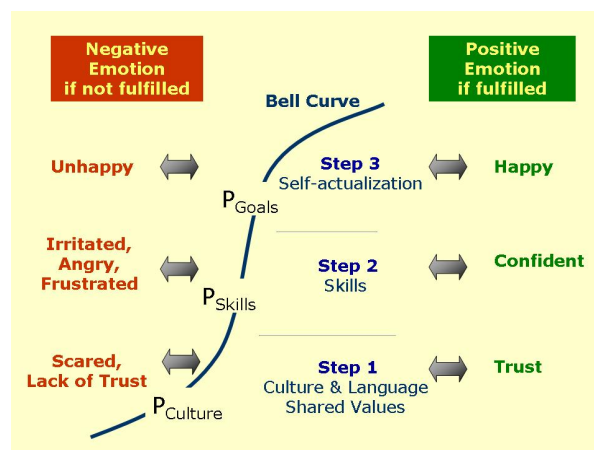 Negative
Emotion
if not fulfilled
Positive
Emotion
if fulfilled
Bell Curve
Unhappy
Step 3
Self-actualization
Happy
PGoals
Irritated,
Angry,
Frustrated
Step 2
Skills
Confident
PSkills
Scared,
Lack of Trust
Step 1
Culture & Language
Shared Values
Trust
PCulture